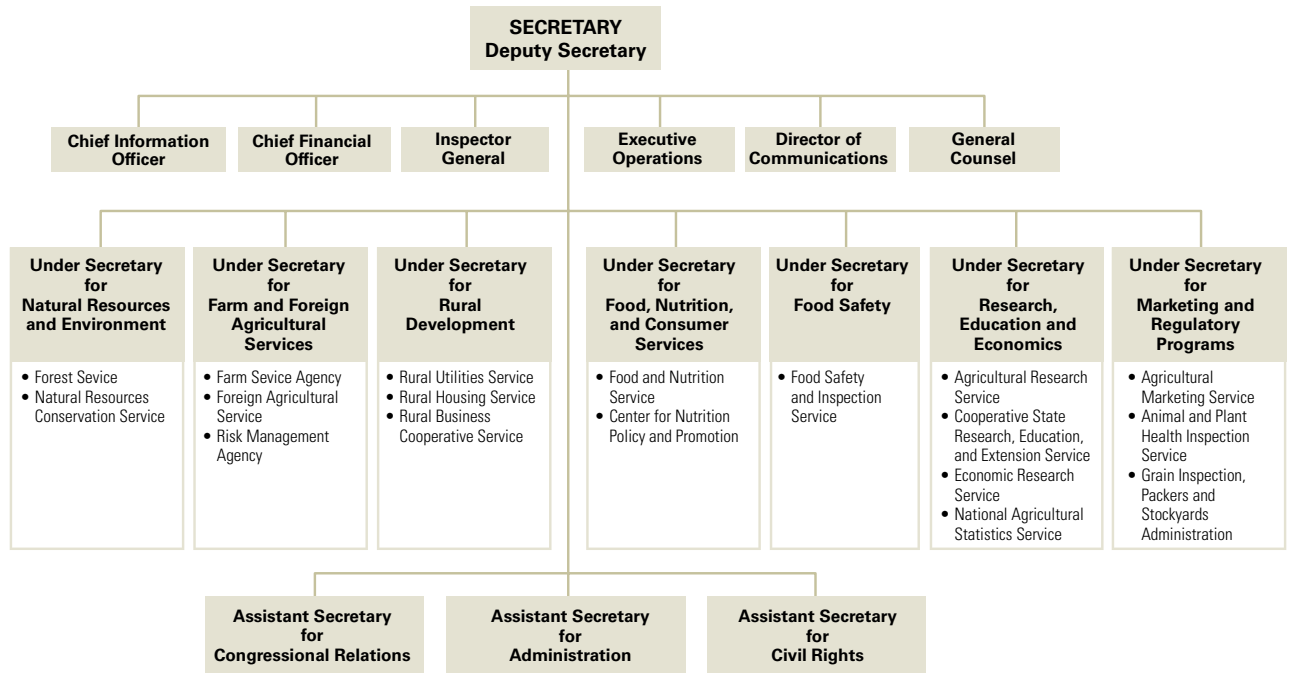 SECRETARY
Deputy Secretary
Chief Information
Officer
Chief Financial
Officer
Inspector
General
Executive
Operations
Director of
Communications
General
Counsel
Under Secretary
for
Natural Resources
and Environment
• Forest Sevice
• Natural Resources
Conservation Service
Under Secretary
for
Farm and Foreign
Agricultural
Services
• Farm Sevice Agency
• Foreign Agricultural
Service
• Risk Management
Agency
Under Secretary
for
Rural
Development
• Rural Utilities Service
• Rural Housing Service
• Rural Business
Cooperative Service
Under Secretary
for
Food, Nutrition,
and Consumer
Services
• Food and Nutrition
Service
• Center for Nutrition
Policy and Promotion
Under Secretary
for
Food Safety
• Food Safety
and Inspection
Service
Under Secretary
for
Research,
Education and
Economics
• Agricultural Research
Service
• Cooperative State
Research, Education,
and Extension Service
• Economic Research
Service
• National Agricultural
Statistics Service
Under Secretary
for
Marketing and
Regulatory
Programs
• Agricultural
Marketing Service
• Animal and Plant
Health Inspection
Service
• Grain Inspection,
Packers and
Stockyards
Administration
Assistant Secretary
for
Congressional Relations
Assistant Secretary
for
Administration
Assistant Secretary
for
Civil Rights